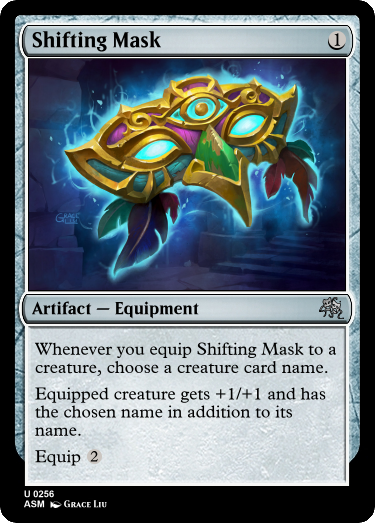 Shifting Mask 1
Artifact — Equipment
Whenever you equip Shifting Mask to a
creature, choose a creature card name.
Equipped creature gets +1/+1 and has
the chosen name in addition to its
name.
Equip 2
U 0256
ASM Grace Liu